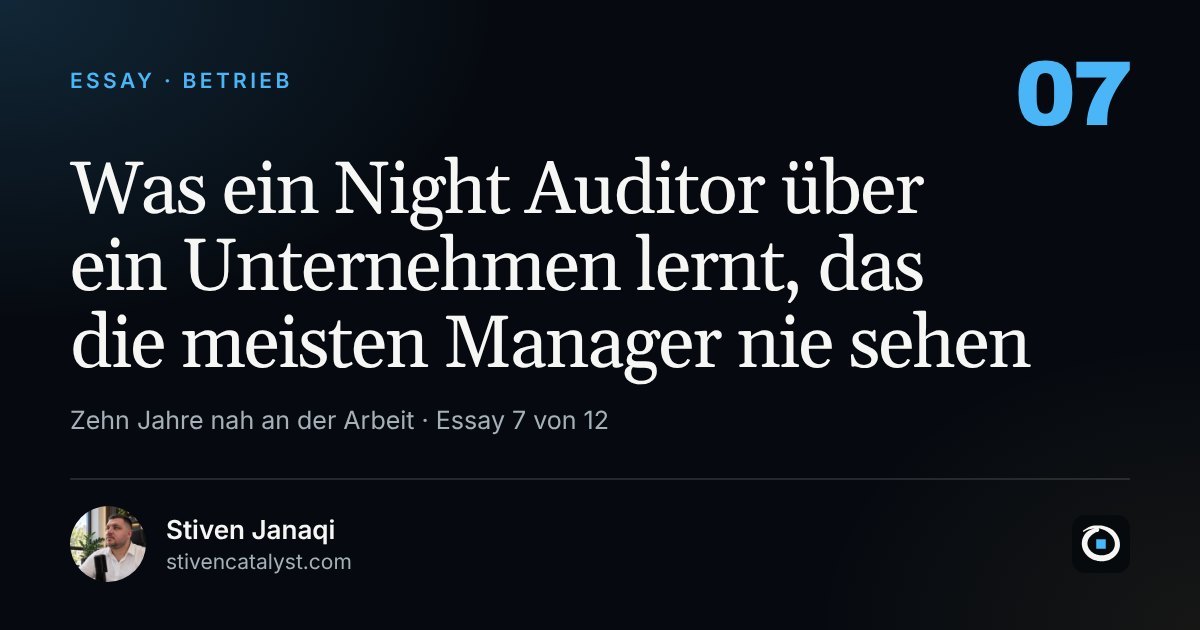 ESSAY · BETRIEB
07
Was ein Night Auditor über
ein Unternehmen lernt, das
die meisten Manager nie sehen
Zehn Jahre nah an der Arbeit · Essay 7 von 12
Stiven Janaqi
stivencatalyst.com